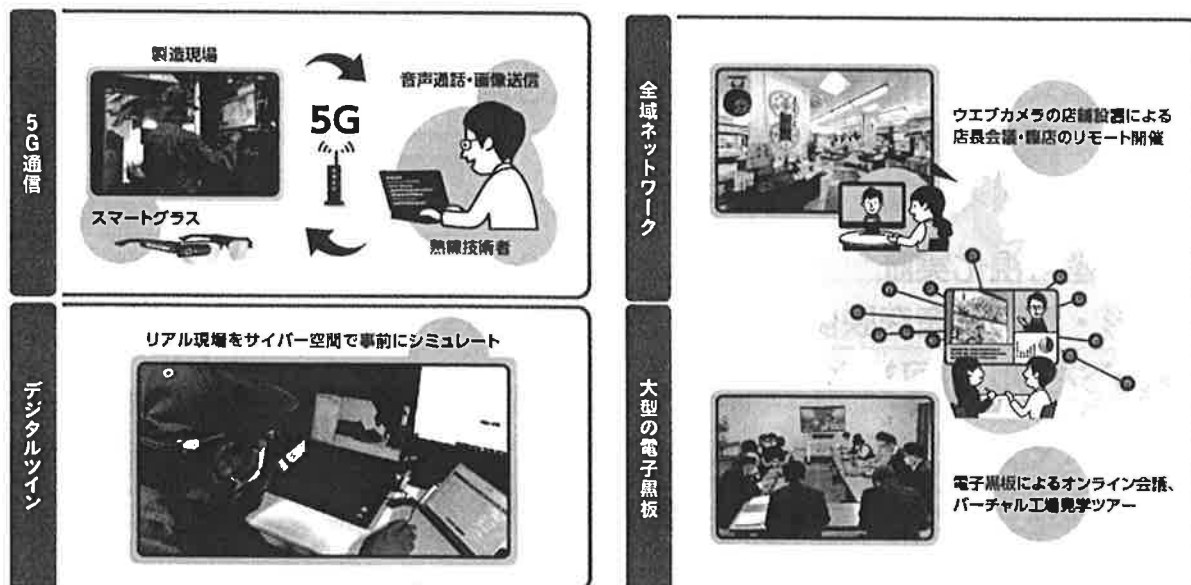 5G通信
製造現場
5G
音声通話・画像送信
スマートグラス
熟練技術者
デジタルツイン
リアル現場をサイバー空間で事前にシミュレート
全域ネットワーク
ウエブカメラの店舗設置による
店長会議・臨店のリモート開催
大型の電子黒板
電子黒板によるオンライン会議、
バーチャル工場見学ツアー